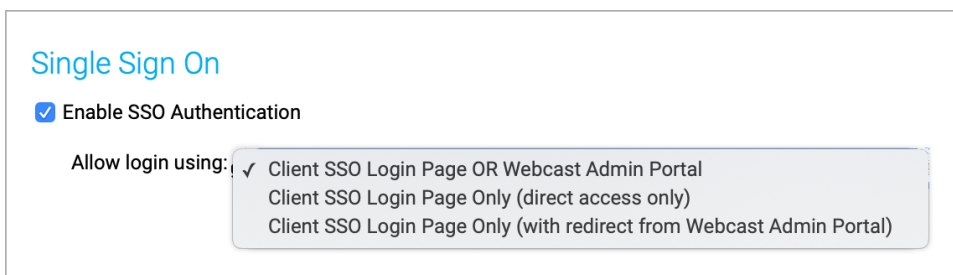 Single Sign On
Enable SSO Authentication
Allow login using:
✓ Client SSO Login Page OR Webcast Admin Portal
Client SSO Login Page Only (direct access only)
Client SSO Login Page Only (with redirect from Webcast Admin Portal)